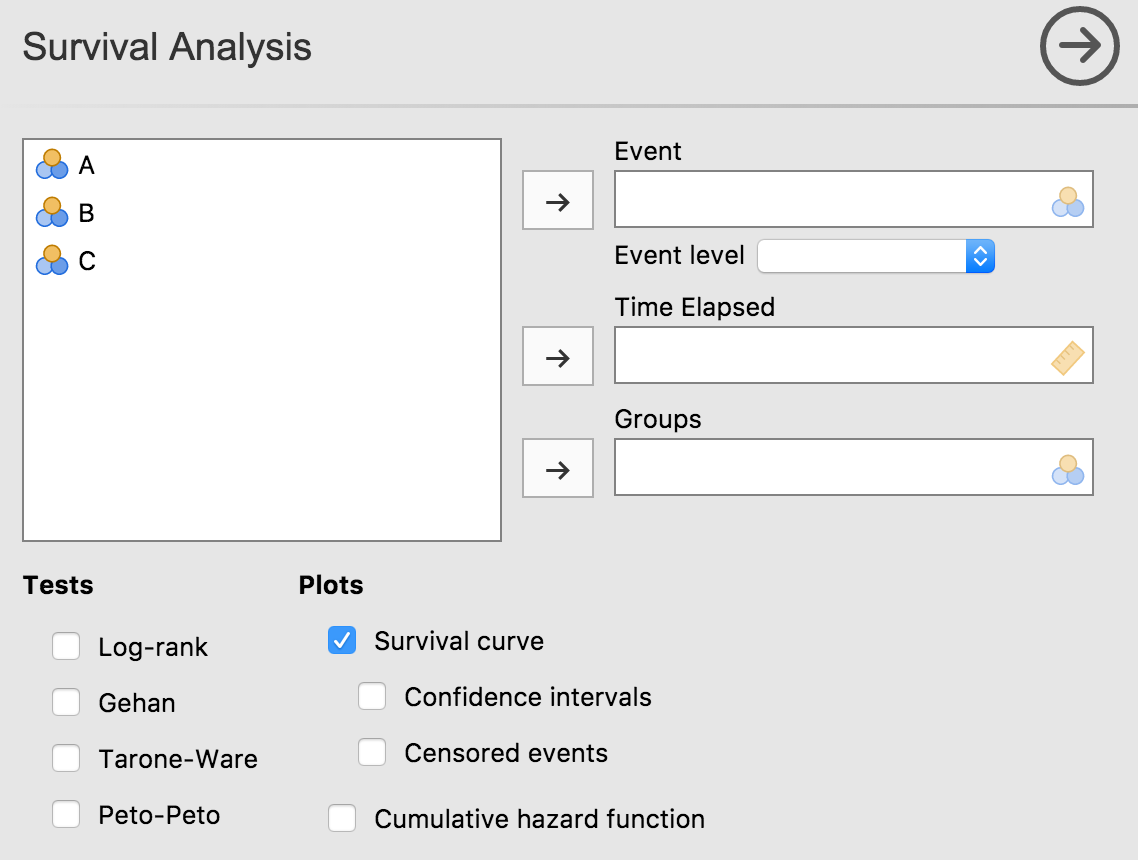 Survival Analysis
A
B
C
Event
Event level
Time Elapsed
Groups
Tests
Log-rank
Gehan
Tarone-Ware
Peto-Peto
Plots
Survival curve
Confidence intervals
Censored events
Cumulative hazard function